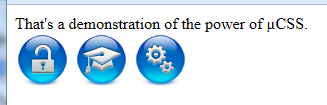 That's a demonstration of the power of µCSS.